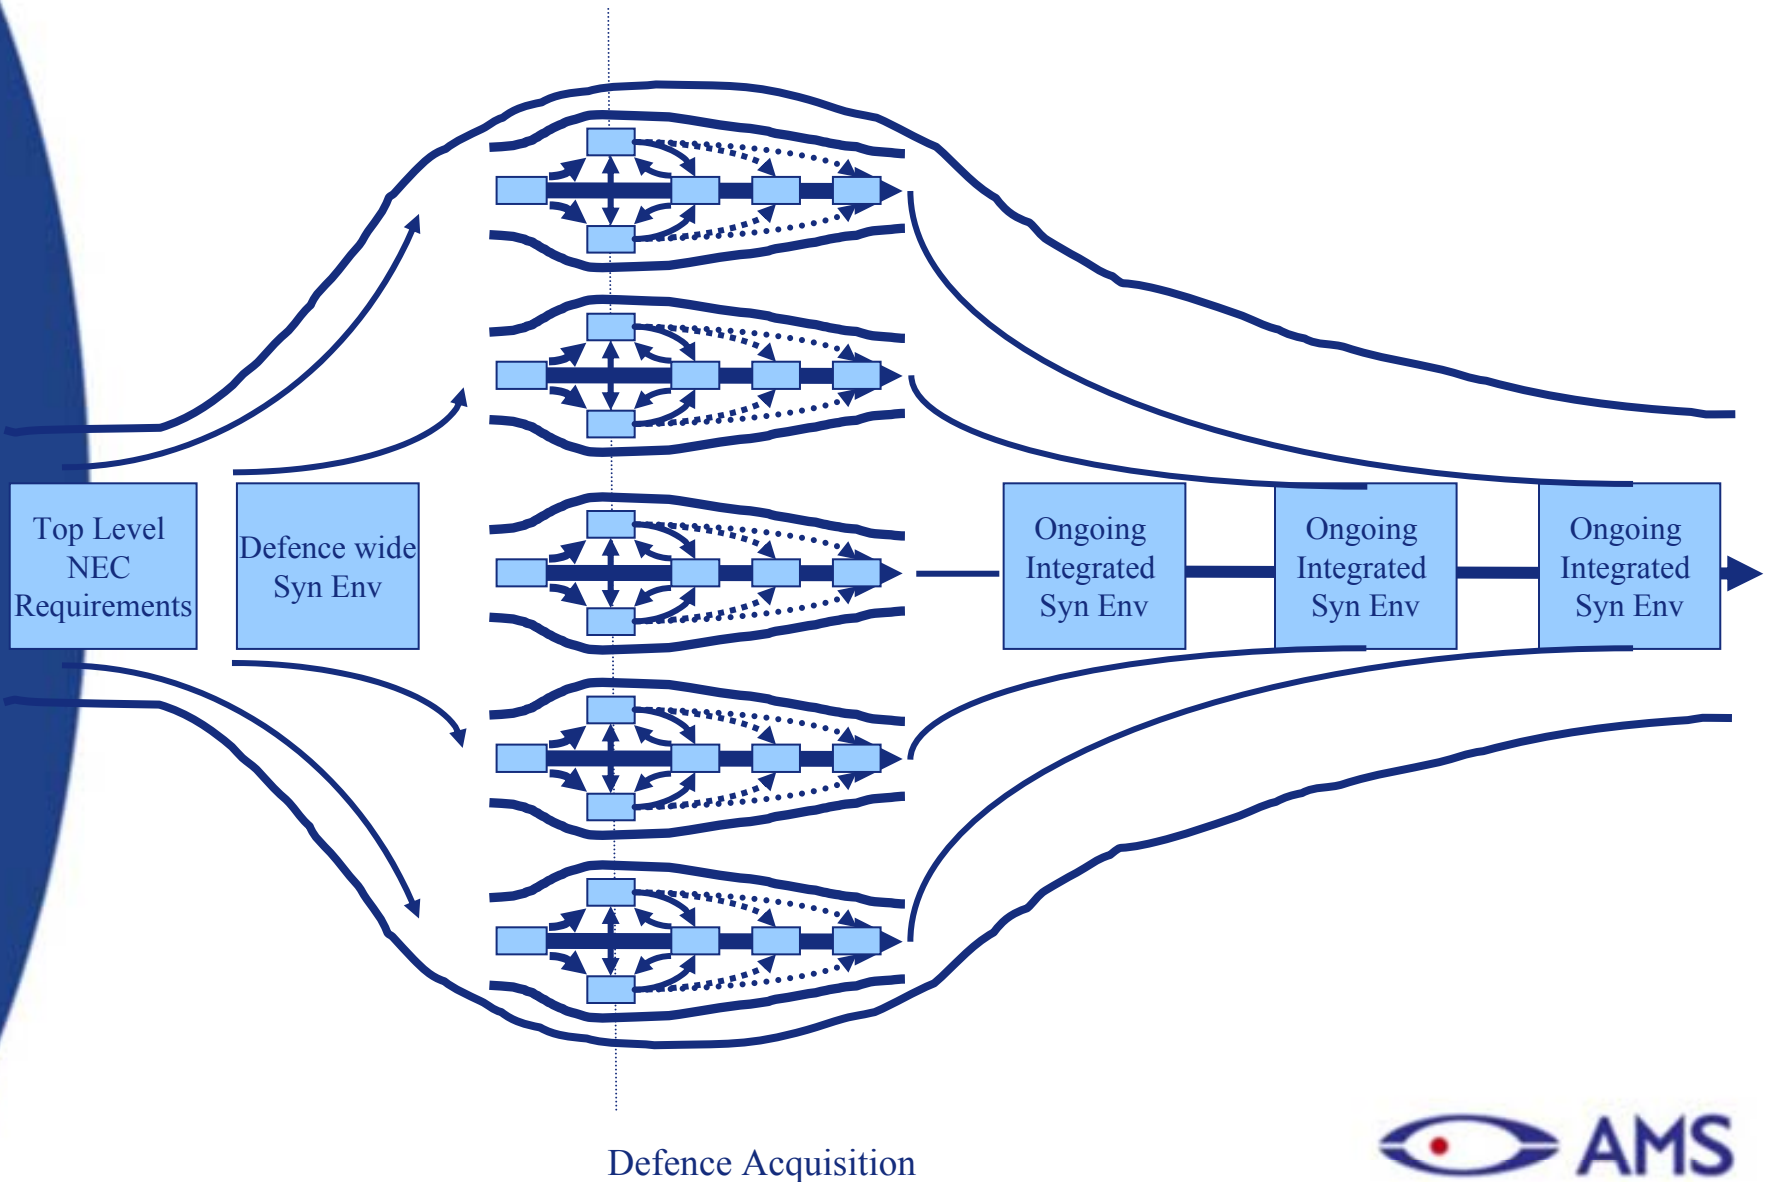 Top Level
NEC
Requirements
Defence wide
Syn Env
Ongoing
Integrated
Syn Env
Ongoing
Integrated
Syn Env
Ongoing
Integrated
Syn Env
Defence Acquisition
AMS